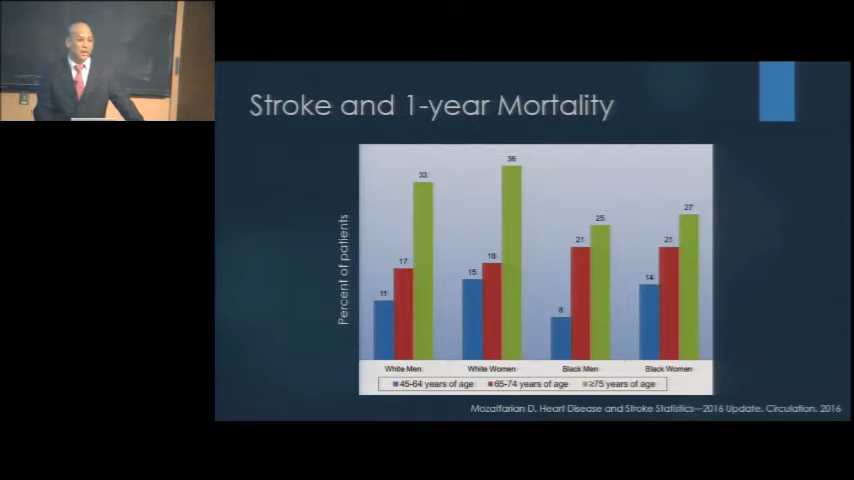 Stroke and 1-year Mortality
Percent of patients
11
17
33
15
18
36
8
21
25
14
21
27
White Men
White Women
Black Men
Black Women
45-64 years of age
65-74 years of age
≥75 years of age
Mozaffarian D. Heart Disease and Stroke Statistics—2016 Update. Circulation. 2016